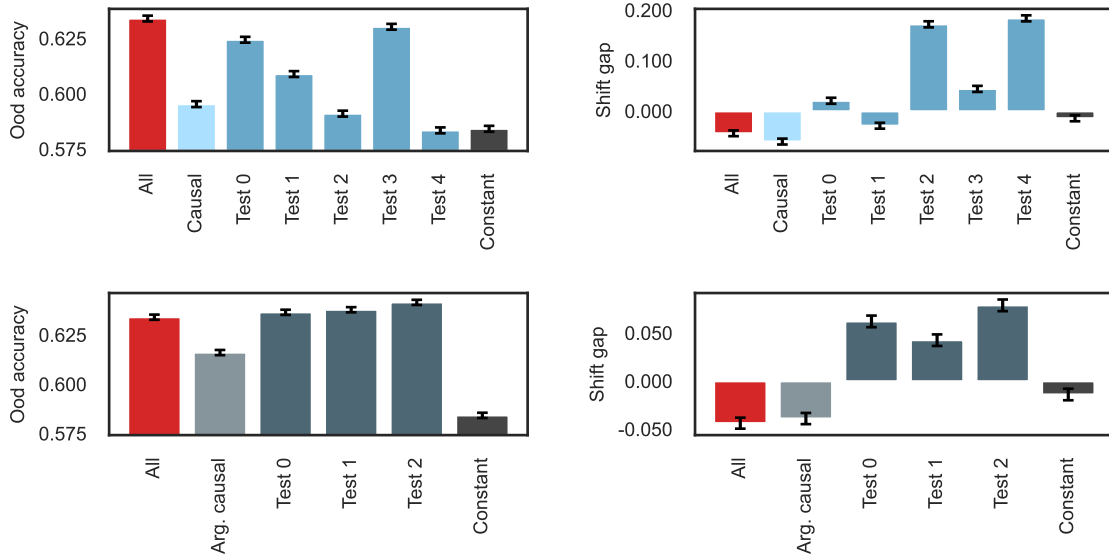 Ood accuracy
0.625
0.600
0.575
All
Causal
Test 0
Test 1
Test 2
Test 3
Test 4
Constant
Shift gap
0.200
0.100
0.000
All
Causal
Test 0
Test 1
Test 2
Test 3
Test 4
Constant
Ood accuracy
0.625
0.600
0.575
All
Arg. causal
Test 0
Test 1
Test 2
Constant
Shift gap
0.050
0.000
-0.050
All
Arg. causal
Test 0
Test 1
Test 2
Constant